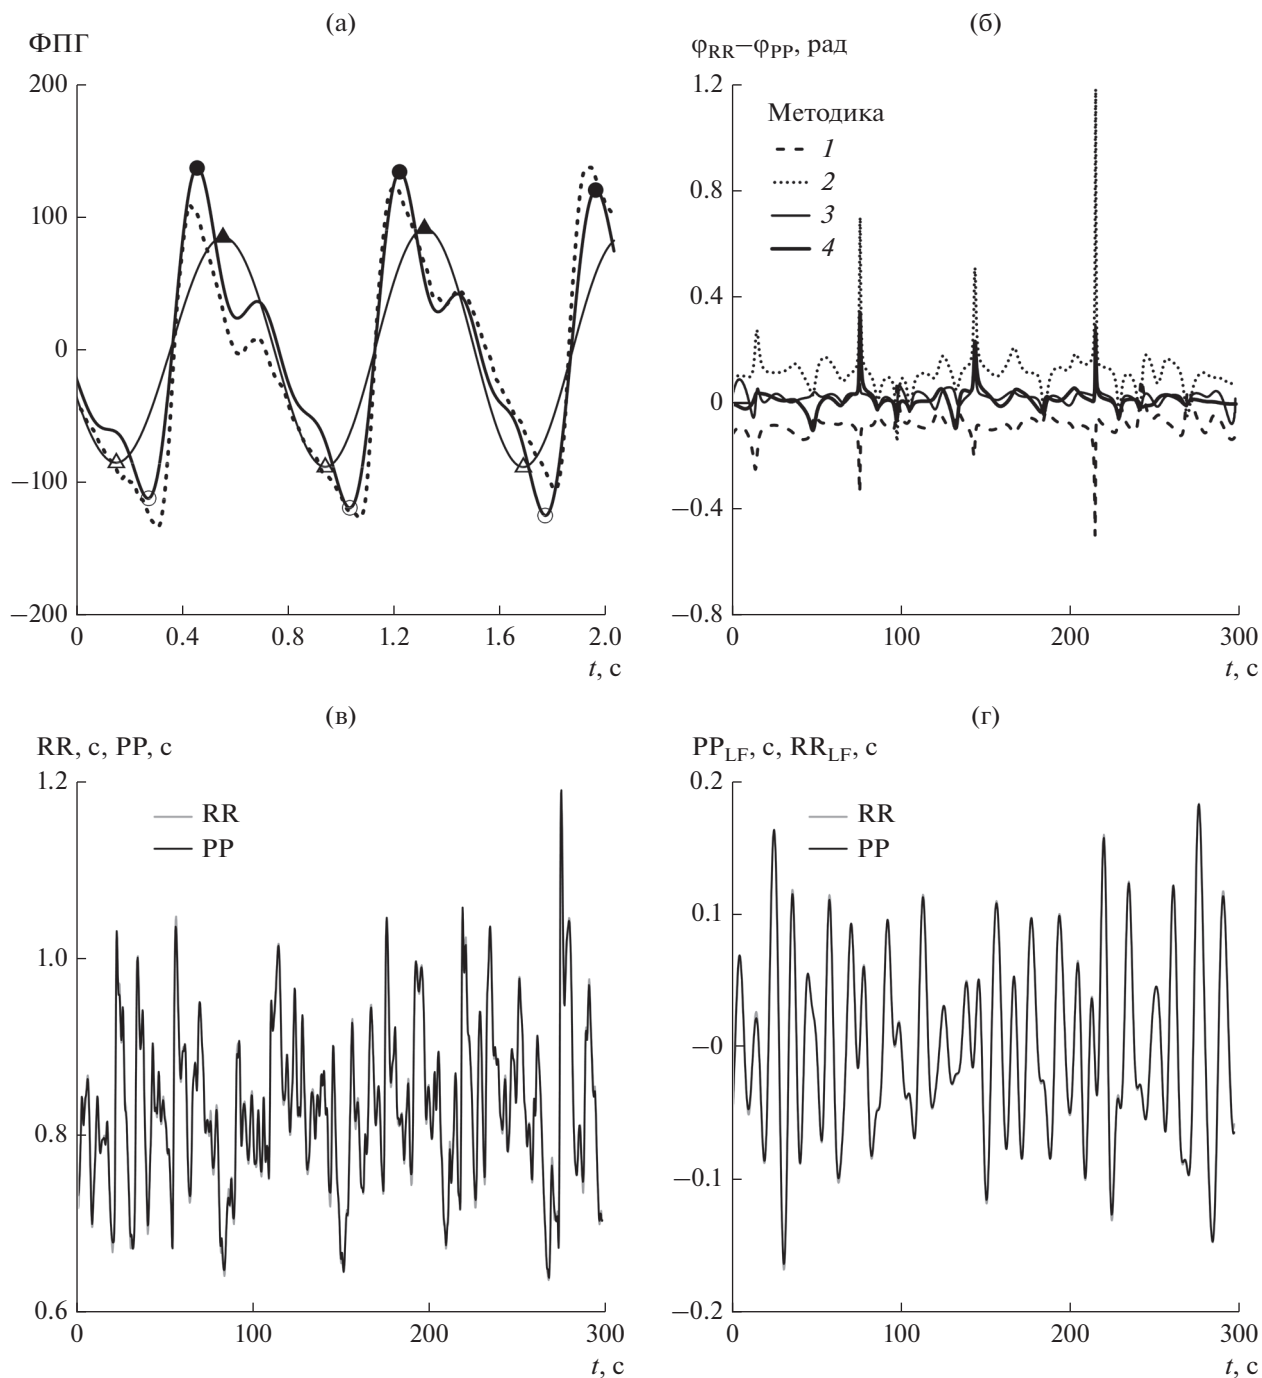 (а)
ФПГ
200
100
0
−100
−200
0 0.4 0.8 1.2 1.6 2.0
t, с
(б)
φRR−φPP, рад
Методика
1
2
3
4
1.2
0.8
0.4
0
−0.4
−0.8
0 100 200 300
t, с
(в)
RR, с, PP, с
RR
PP
1.2
1.0
0.8
0.6
0 100 200 300
t, с
(г)
PPLF, с, RRLF, с
RR
PP
0.2
0.1
−0
−0.1
−0.2
0 100 200 300
t, с